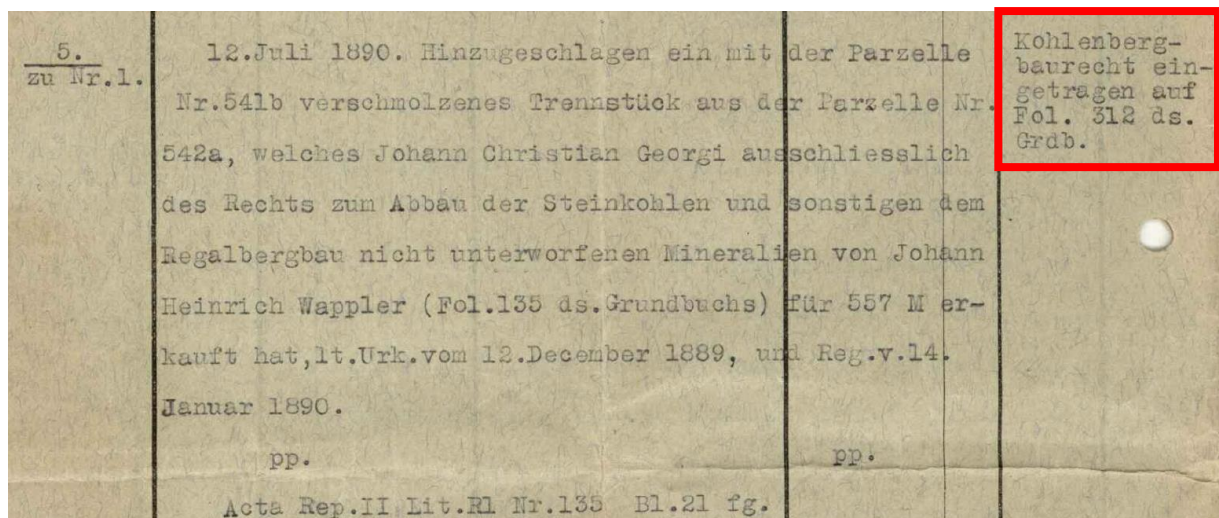 5.
zu Nr.1.
12.Juli 1890. Hinzugeschlagen ein mit der Parzelle
Nr.541b verschmolzenes Trennstück aus der Parzelle Nr.
542a, welches Johann Christian Georgi ausschliesslich
des Rechts zum Abbau der Steinkohlen und sonstigen dem
Regalbergbau nicht unterworfenen Mineralien von Johann
Heinrich Wappler (Fol.135 ds.Grundbuchs) für 557 M er-
kauft hat,lt.Urk.vom 12.December 1889, und Reg.v.14.
Januar 1890.
pp. pp.
Acta Rep.II Lit.Rl Nr.135 Bl.21 fg.
Kohlenberg-
baurecht ein-
getragen auf
Fol. 312 ds.
Grdb.